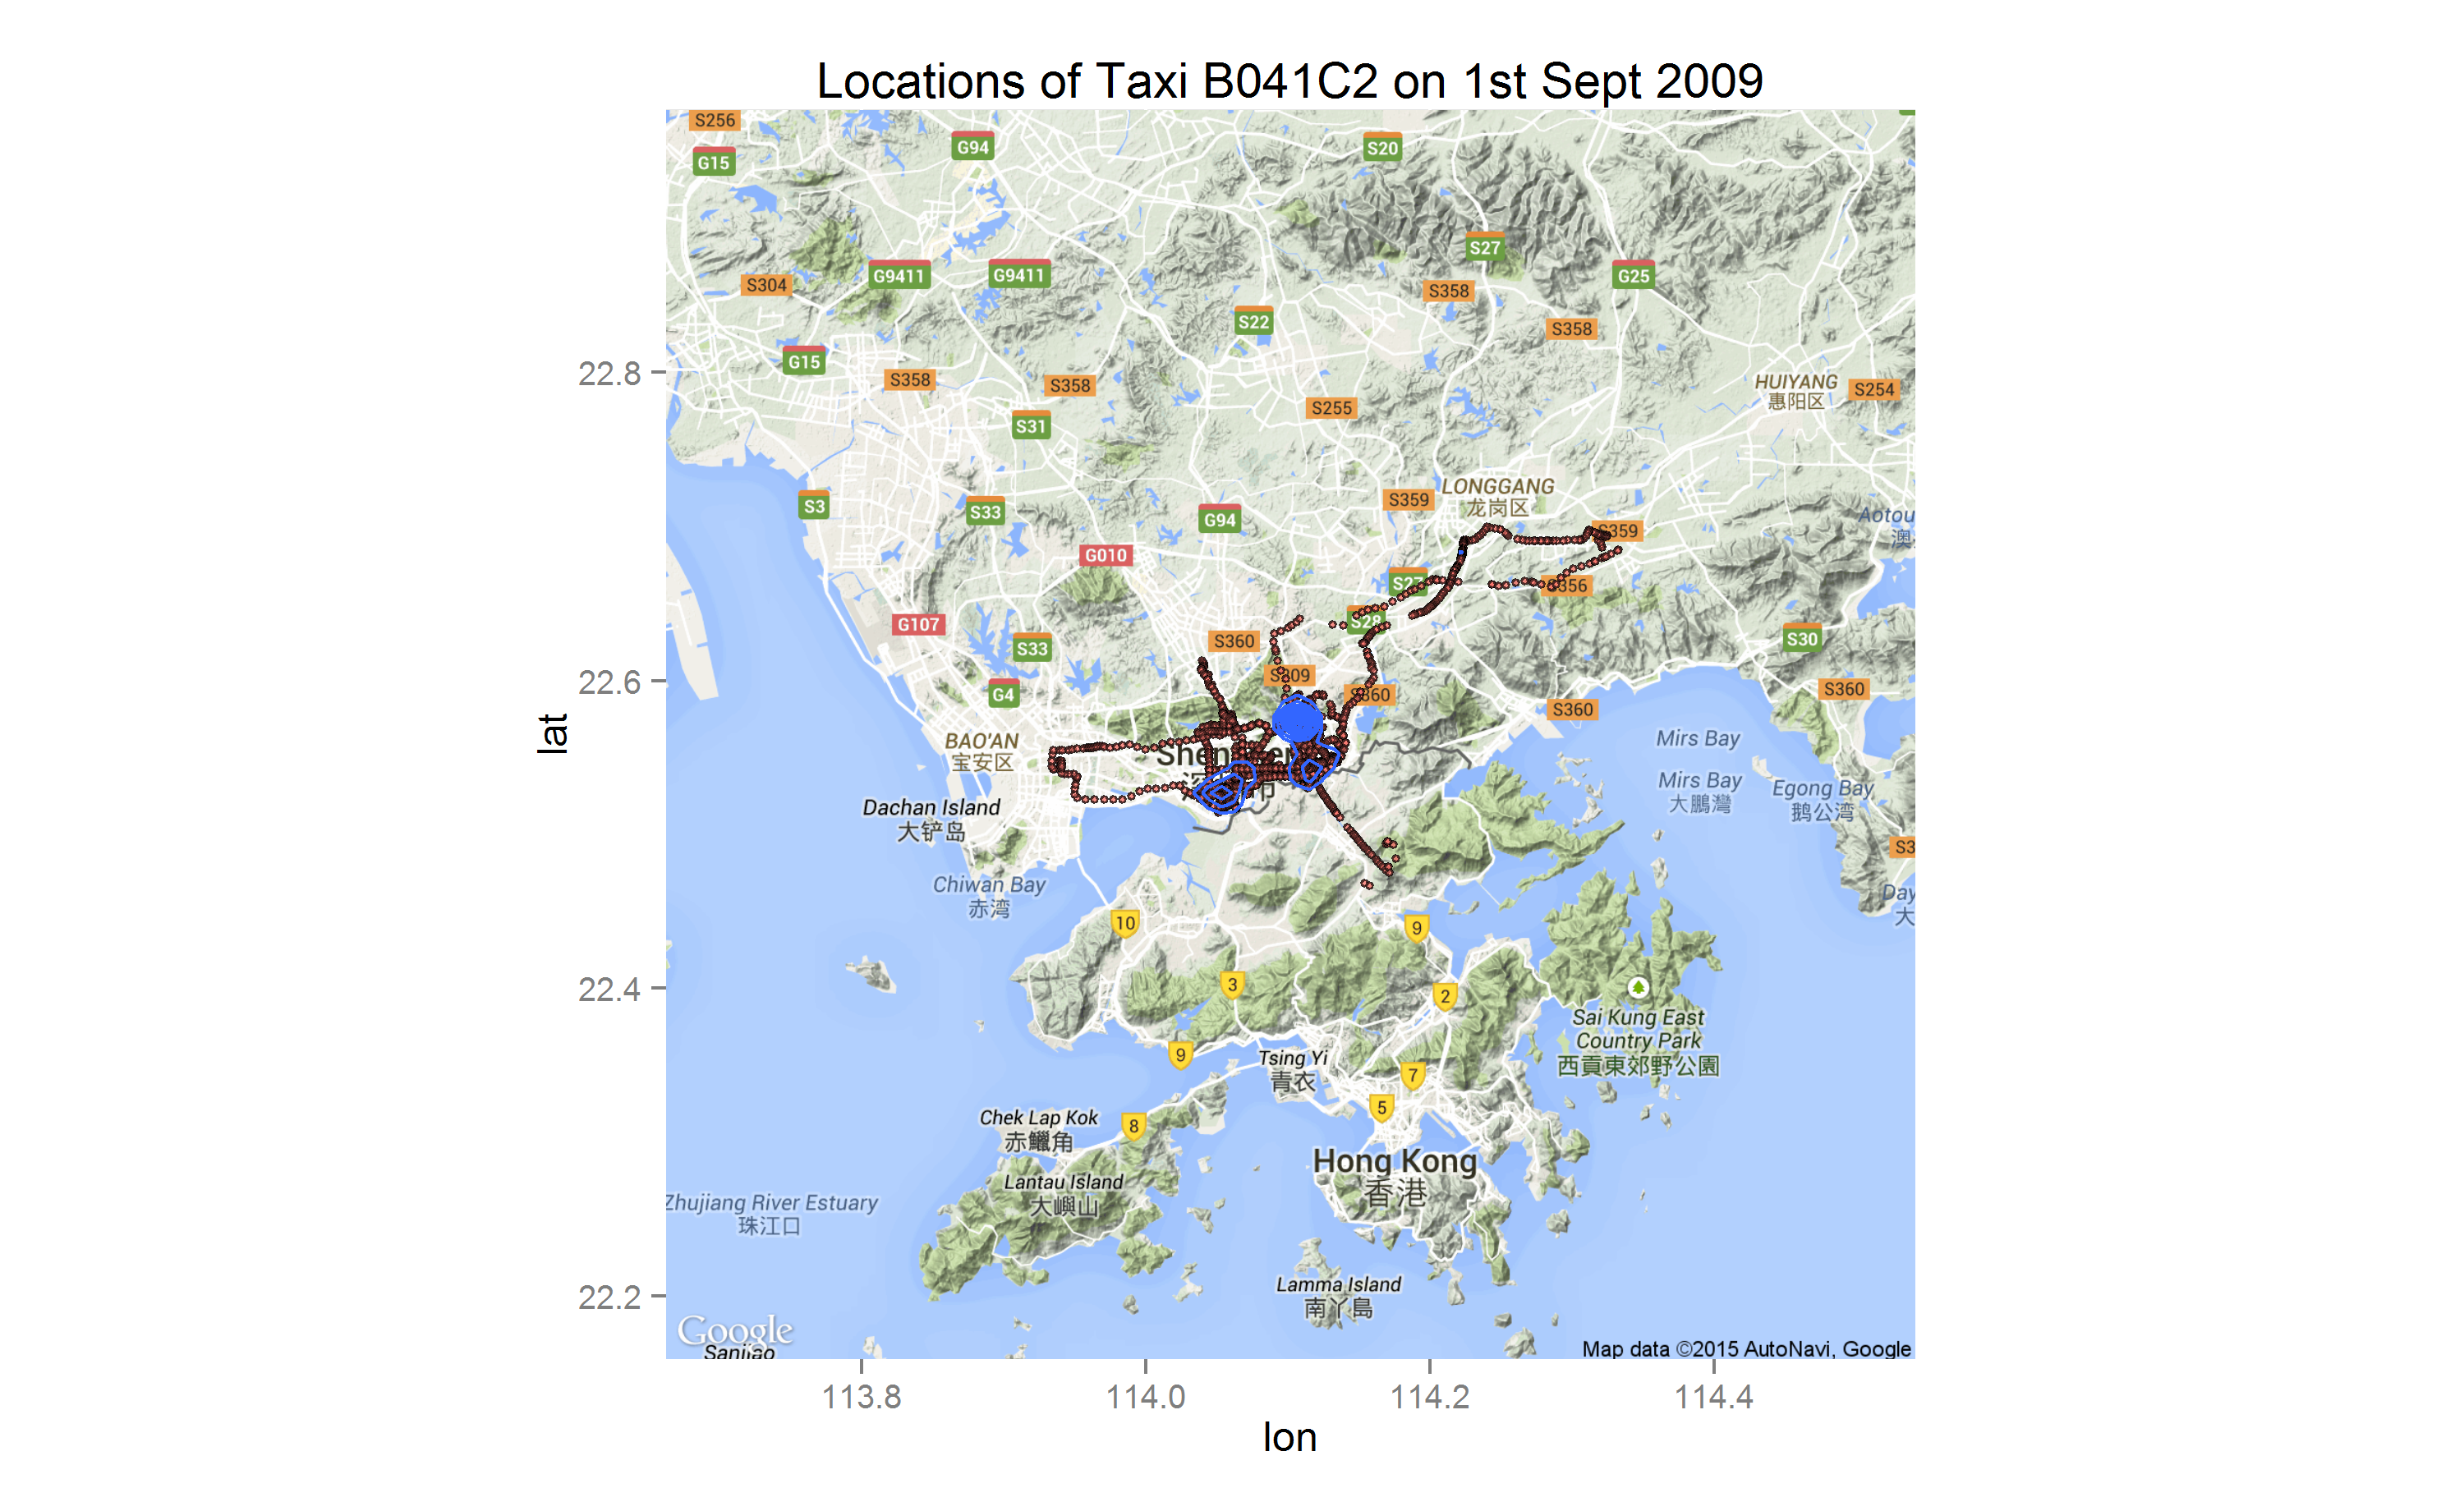 Locations of Taxi B041C2 on 1st Sept 2009
S256
G15
G94
S20
S27
G9411
G9411
S304
G25
S358
S22
S358
G15
S358
S358
22.8
HUIYANG
惠阳区
S254
S255
S31
LONGGANG
龙岗区
S359
S3
S33
G94
Aotou
S359
G010
S27
S356
G107
S28
S33
S360
S30
S309
G4
S360
S360
S360
22.6
lat
BAO'AN
宝安区
Shenzhen
深圳市
Mirs Bay
Mirs Bay
大鵬灣
Egong Bay
鹅公湾
Dachan Island
大铲岛
S3
Chiwan Bay
赤湾
Day
大
10
9
22.4
3
2
Sai Kung East
Country Park
西貢東郊野公園
9
Tsing Yi
青衣
7
5
Chek Lap Kok
赤鱲角
8
Hong Kong
香港
Lantau Island
大嶼山
Zhujiang River Estuary
珠江口
22.2
Lamma Island
南丫島
Google
Sanjiao
Map data ©2015 AutoNavi, Google
113.8
114.0
114.2
114.4
lon